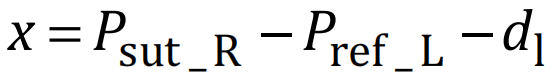 x = P_sut_R − P_ref_L − d_l